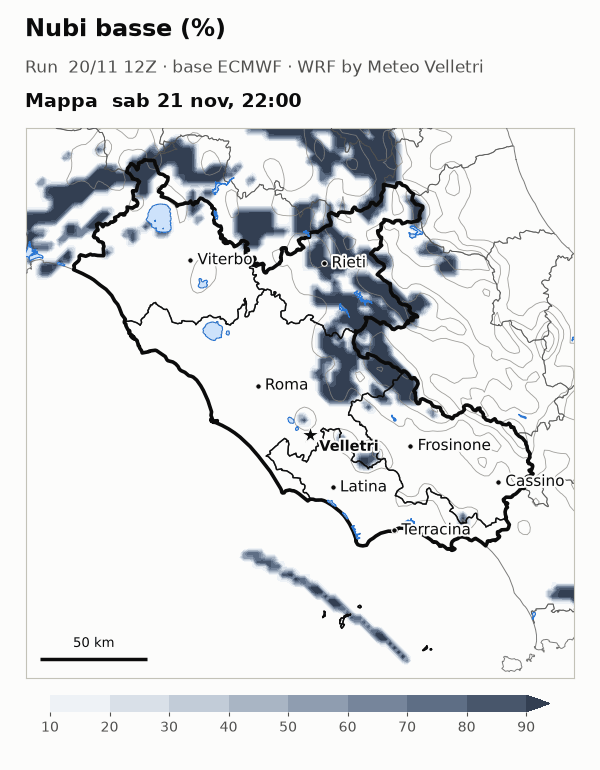 Nubi basse (%)
Run  20/11 12Z · base ECMWF · WRF by Meteo Velletri
Mappa  sab 21 nov, 22:00
Viterbo
Rieti
Roma
Velletri
Frosinone
Cassino
Latina
Terracina
50 km
10 20 30 40 50 60 70 80 90